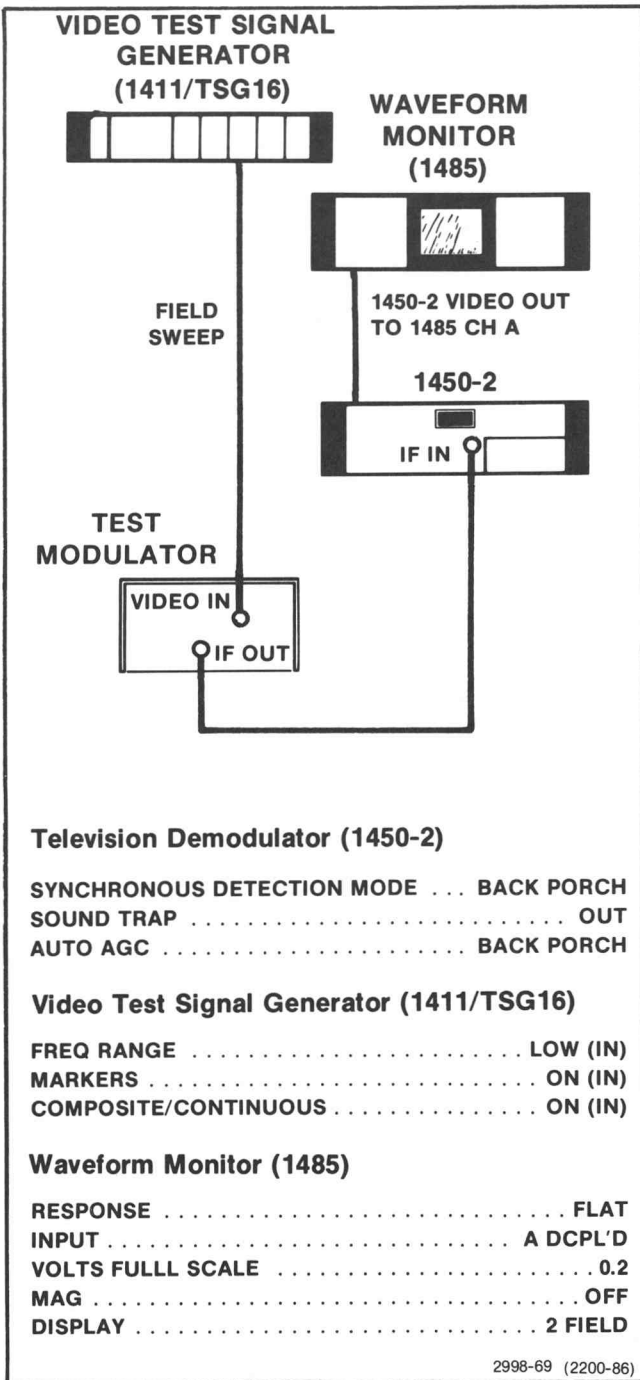 VIDEO TEST SIGNAL
GENERATOR
(1411/TSG16)
WAVEFORM
MONITOR
(1485)
FIELD
SWEEP
1450-2 VIDEO OUT
TO 1485 CH A
1450-2
IF IN
TEST
MODULATOR
VIDEO IN
IF OUT
Television Demodulator (1450-2)
SYNCHRONOUS DETECTION MODE ... BACK PORCH
SOUND TRAP ........................... OUT
AUTO AGC ..................... BACK PORCH
Video Test Signal Generator (1411/TSG16)
FREQ RANGE ........................ LOW (IN)
MARKERS ............................ ON (IN)
COMPOSITE/CONTINUOUS ............... ON (IN)
Waveform Monitor (1485)
RESPONSE ............................. FLAT
INPUT ............................ A DCPL'D
VOLTS FULLL SCALE ..................... 0.2
MAG ................................... OFF
DISPLAY ........................... 2 FIELD
2998-69 (2200-86)